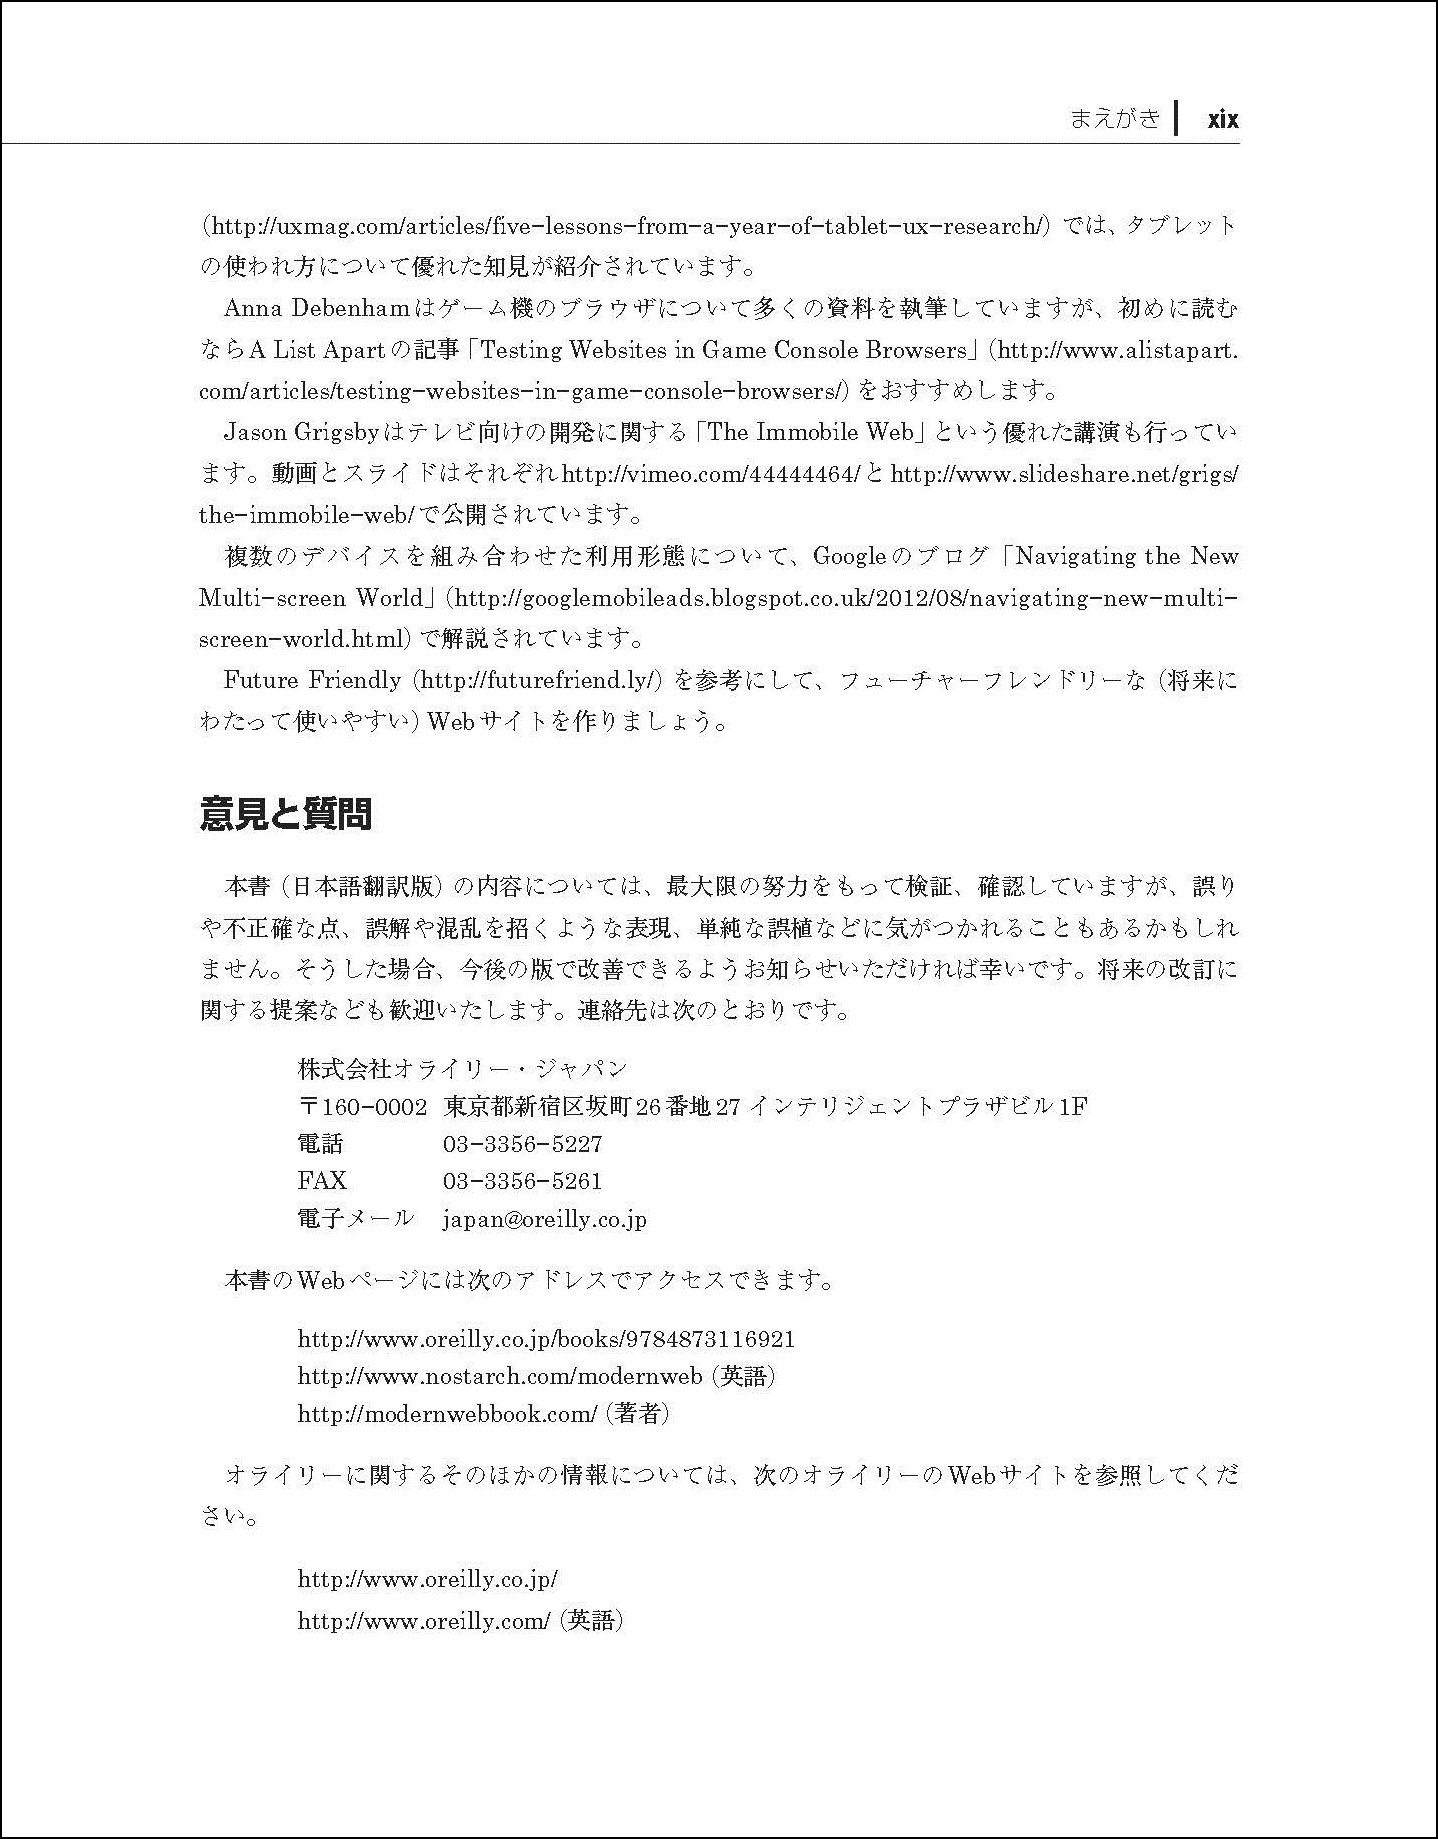 まえがき xix
（http://uxmag.com/articles/five-lessons-from-a-year-of-tablet-ux-research/）では、タブレット
の使われ方について優れた知見が紹介されています。
Anna Debenhamはゲーム機のブラウザについて多くの資料を執筆していますが、初めに読む
ならA List Apartの記事「Testing Websites in Game Console Browsers」（http://www.alistapart.
com/articles/testing-websites-in-game-console-browsers/）をおすすめします。
Jason Grigsbyはテレビ向けの開発に関する「The Immobile Web」という優れた講演も行ってい
ます。動画とスライドはそれぞれhttp://vimeo.com/44444464/とhttp://www.slideshare.net/grigs/
the-immobile-web/で公開されています。
複数のデバイスを組み合わせた利用形態について、Googleのブログ「Navigating the New
Multi-screen World」（http://googlemobileads.blogspot.co.uk/2012/08/navigating-new-multi-
screen-world.html）で解説されています。
Future Friendly（http://futurefriend.ly/）を参考にして、フューチャーフレンドリーな（将来に
わたって使いやすい）Webサイトを作りましょう。
意見と質問
本書（日本語翻訳版）の内容については、最大限の努力をもって検証、確認していますが、誤り
や不正確な点、誤解や混乱を招くような表現、単純な誤植などに気がつかれることもあるかもしれ
ません。そうした場合、今後の版で改善できるようお知らせいただければ幸いです。将来の改訂に
関する提案なども歓迎いたします。連絡先は次のとおりです。
株式会社オライリー・ジャパン
〒160-0002 東京都新宿区坂町26番地27 インテリジェントプラザビル1F
電話 03-3356-5227
FAX 03-3356-5261
電子メール japan@oreilly.co.jp
本書のWebページには次のアドレスでアクセスできます。
http://www.oreilly.co.jp/books/9784873116921
http://www.nostarch.com/modernweb（英語）
http://modernwebbook.com/（著者）
オライリーに関するそのほかの情報については、次のオライリーのWebサイトを参照してくだ
さい。
http://www.oreilly.co.jp/
http://www.oreilly.com/（英語）